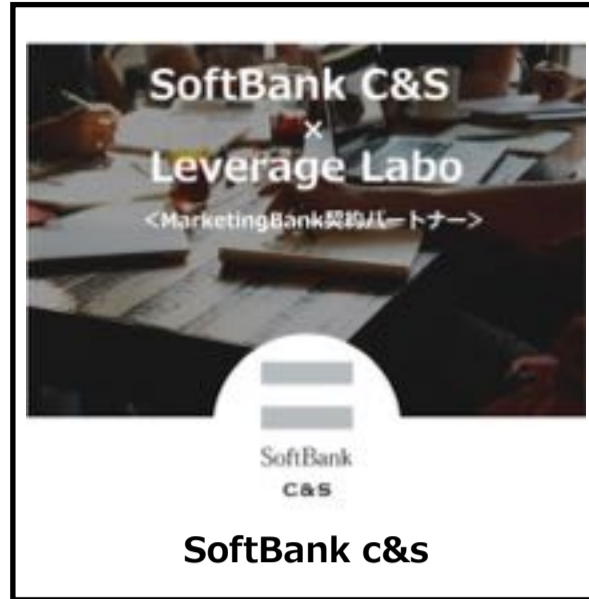 SoftBank C&S
×
Leverage Labo
<MarketingBank契約パートナー>
SoftBank
C&S
SoftBank c&s